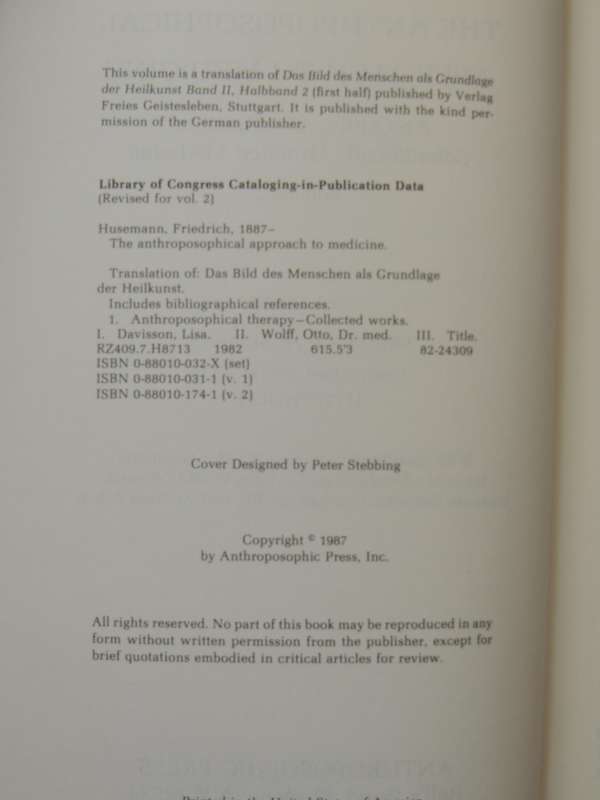 This volume is a translation of Das Bild des Menschen als Grundlage
der Heilkunst Band II, Halbband 2 (first half) published by Verlag
Freies Geistesleben, Stuttgart. It is published with the kind per-
mission of the German publisher.
Library of Congress Cataloging-in-Publication Data
(Revised for vol. 2)
Husemann, Friedrich, 1887–
The anthroposophical approach to medicine.
Translation of: Das Bild des Menschen als Grundlage
der Heilkunst.
Includes bibliographical references.
1. Anthroposophical therapy—Collected works.
I. Davisson, Lisa. II. Wolff, Otto, Dr. med. III. Title.
RZ409.7.H8713 1982 615.5'3 82-24309
ISBN 0-88010-032-X (set)
ISBN 0-88010-031-1 (v. 1)
ISBN 0-88010-174-1 (v. 2)
Cover Designed by Peter Stebbing
Copyright © 1987
by Anthroposophic Press, Inc.
All rights reserved. No part of this book may be reproduced in any
form without written permission from the publisher, except for
brief quotations embodied in critical articles for review.
Printed in the United States of America